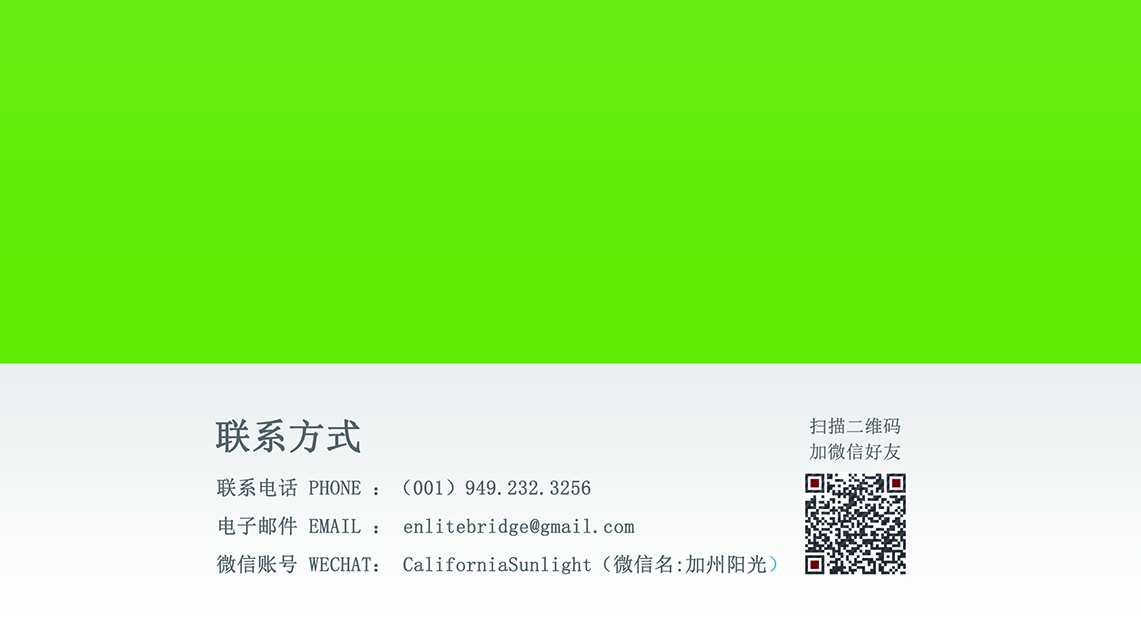 联系方式
联系电话 PHONE : （001）949.232.3256
电子邮件 EMAIL : enlitebridge@gmail.com
微信账号 WECHAT: CaliforniaSunlight（微信名:加州阳光）
扫描二维码
加微信好友